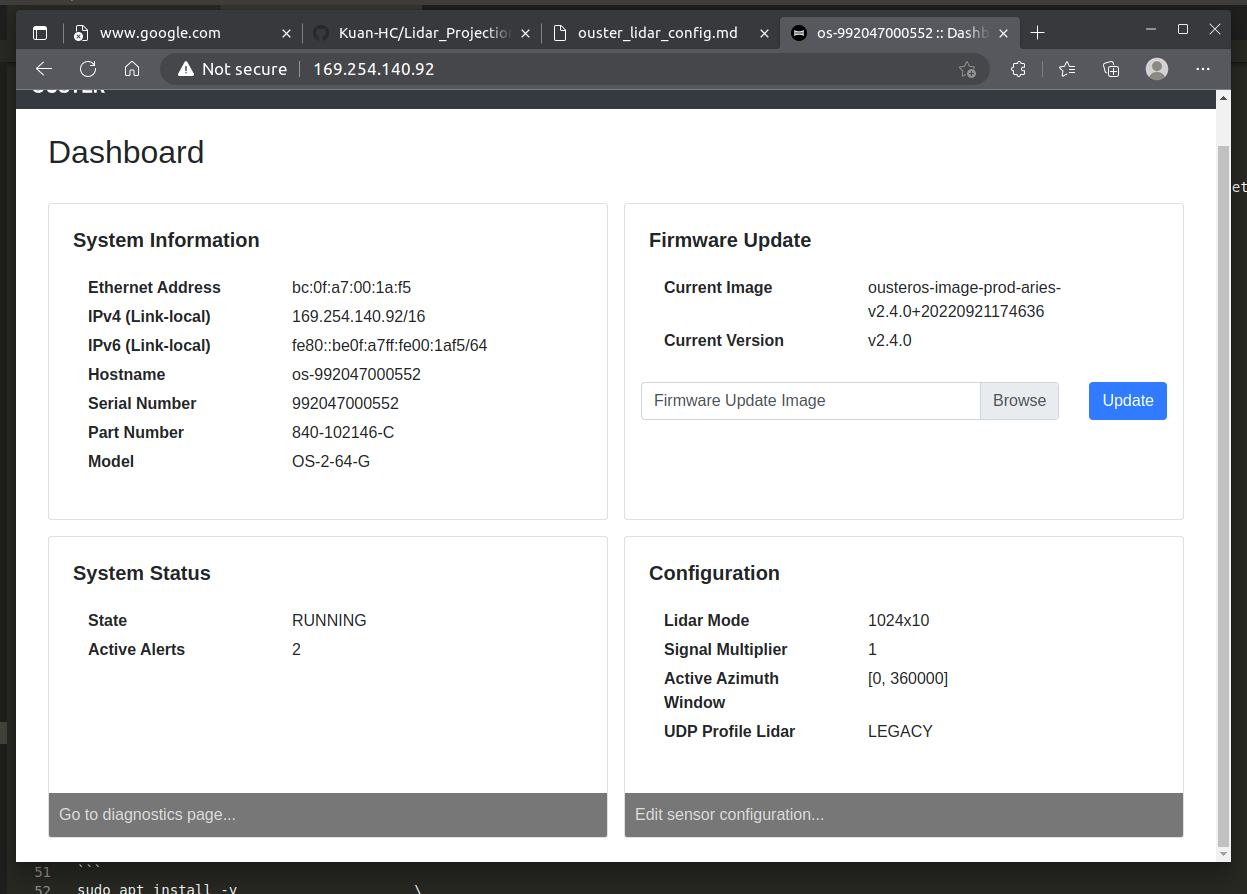 www.google.com
Kuan-HC/Lidar_Projectio
ouster_lidar_config.md
os-992047000552 :: Dashb
Not secure
169.254.140.92
OUSTER
Dashboard
System Information
Ethernet Address bc:0f:a7:00:1a:f5
IPv4 (Link-local) 169.254.140.92/16
IPv6 (Link-local) fe80::be0f:a7ff:fe00:1af5/64
Hostname os-992047000552
Serial Number 992047000552
Part Number 840-102146-C
Model OS-2-64-G
Firmware Update
Current Image ousteros-image-prod-aries-
v2.4.0+20220921174636
Current Version v2.4.0
Firmware Update Image Browse Update
System Status
State RUNNING
Active Alerts 2
Go to diagnostics page...
Configuration
Lidar Mode 1024x10
Signal Multiplier 1
Active Azimuth [0, 360000]
Window
UDP Profile Lidar LEGACY
Edit sensor configuration...
et
51 ```
52 sudo apt install -y \